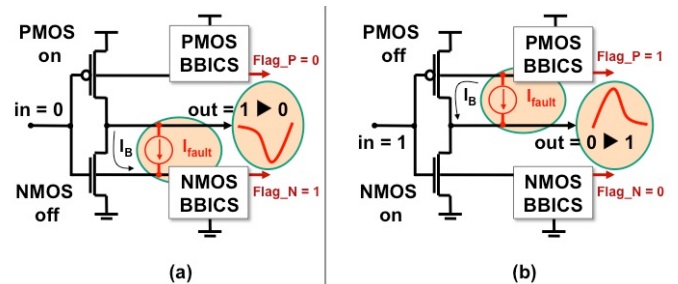 PMOS
on
PMOS
BBICS
Flag_P = 0
in = 0
out = 1 ▶ 0
I_B
I_fault
NMOS
off
NMOS
BBICS
Flag_N = 1
(a)
PMOS
off
PMOS
BBICS
Flag_P = 1
I_B
I_fault
in = 1
out = 0 ▶ 1
NMOS
on
NMOS
BBICS
Flag_N = 0
(b)